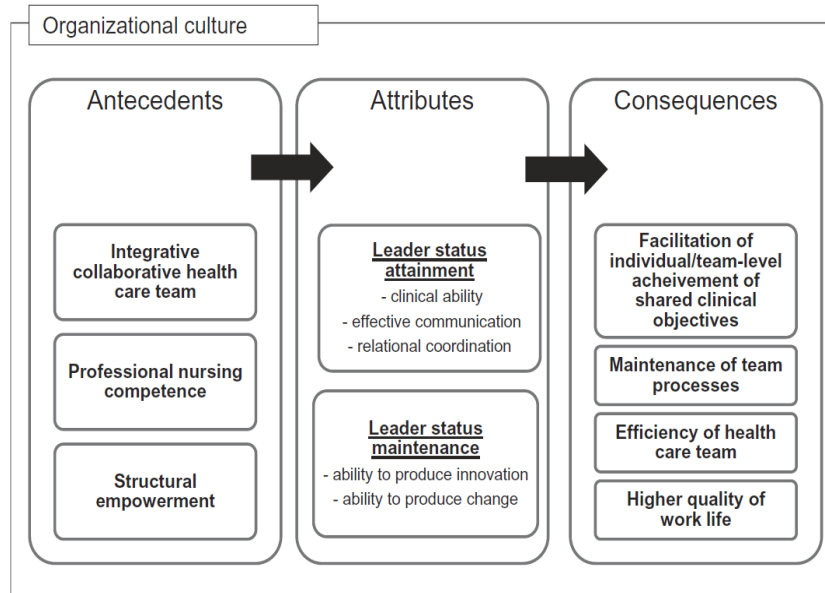 Organizational culture
Antecedents
Integrative
collaborative health
care team
Professional nursing
competence
Structural
empowerment
Attributes
Leader status
attainment
- clinical ability
- effective communication
- relational coordination
Leader status
maintenance
- ability to produce innovation
- ability to produce change
Consequences
Facilitation of
individual/team-level
acheivement of
shared clinical
objectives
Maintenance of team
processes
Efficiency of health
care team
Higher quality of
work life